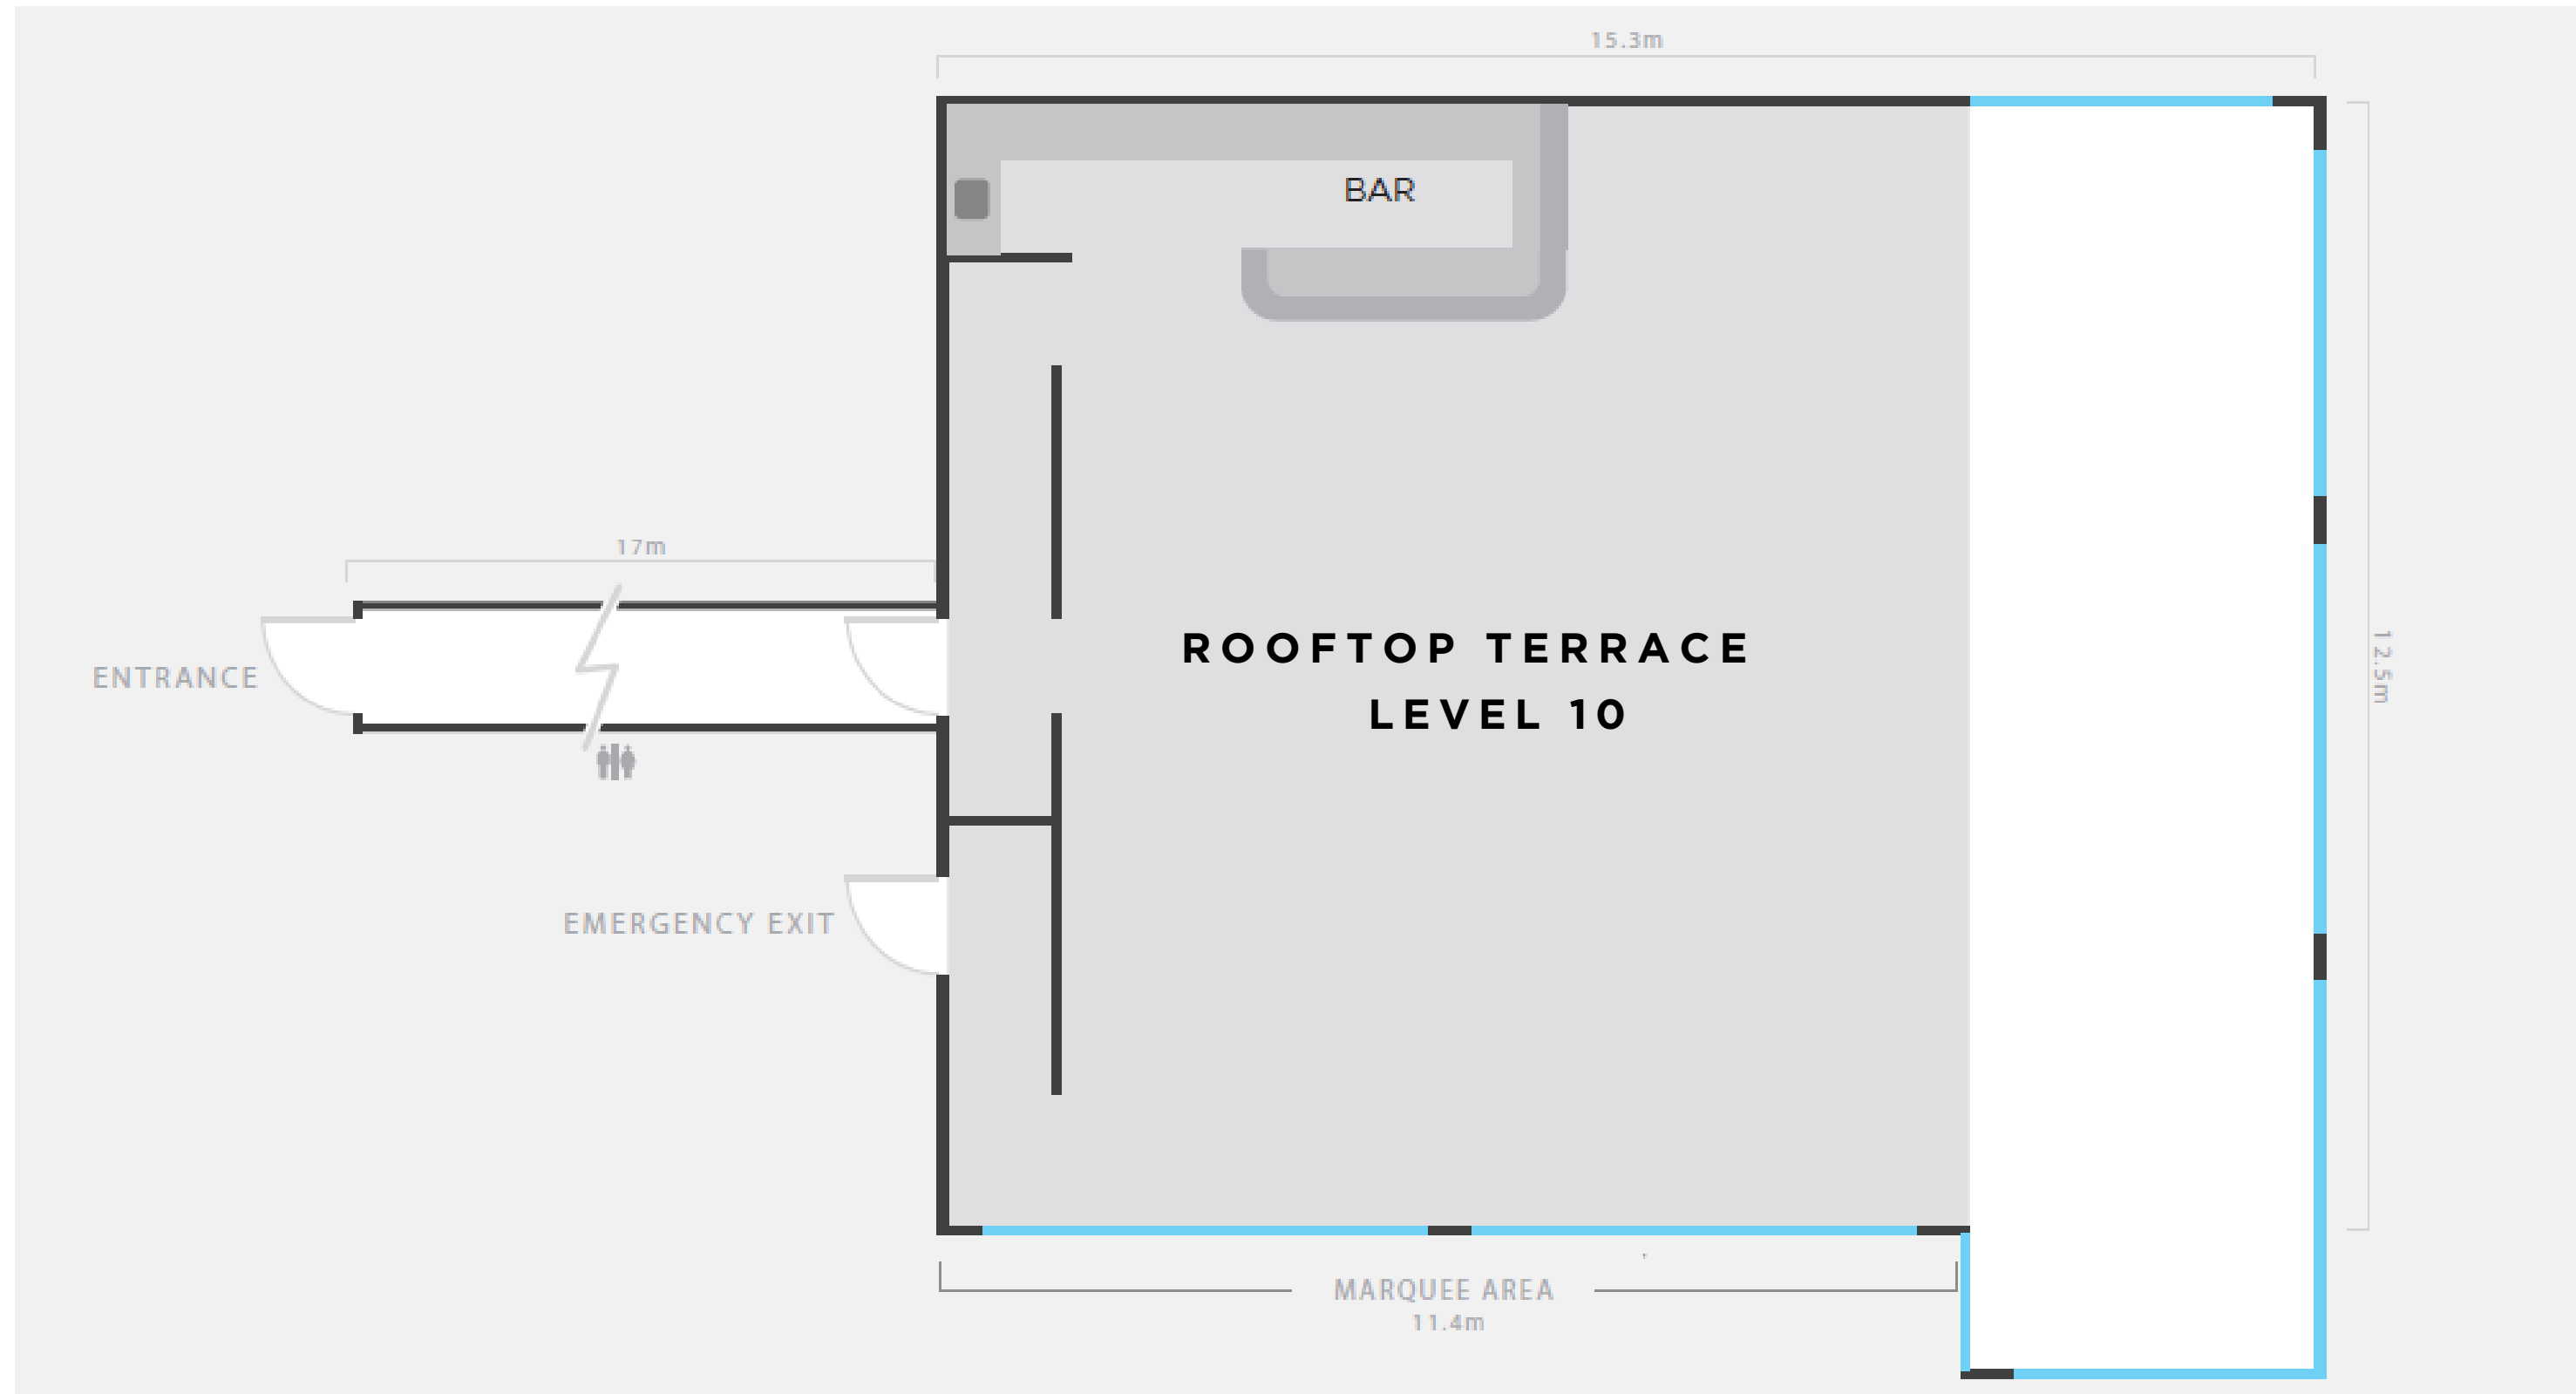 15.3m
BAR
17m
ROOFTOP TERRACE
12.5m
ENTRANCE
LEVEL 10
EMERGENCY EXIT
MARQUEE AREA
11.4m